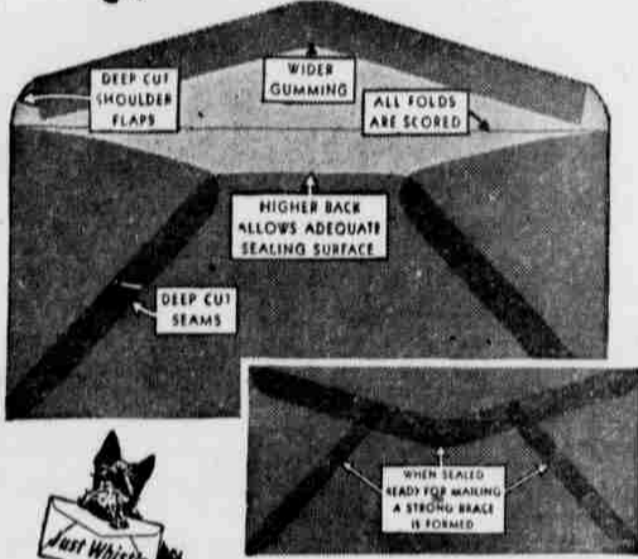 DEEP CUT
SHOULDER
FLAPS
WIDER
GUMMING
ALL FOLDS
ARE SCORED
HIGHER BACK
ALLOWS ADEQUATE
SEALING SURFACE
DEEP CUT
SEAMS
WHEN SEALED
READY FOR MAILING
A STRONG BRACE
IS FORMED
Just